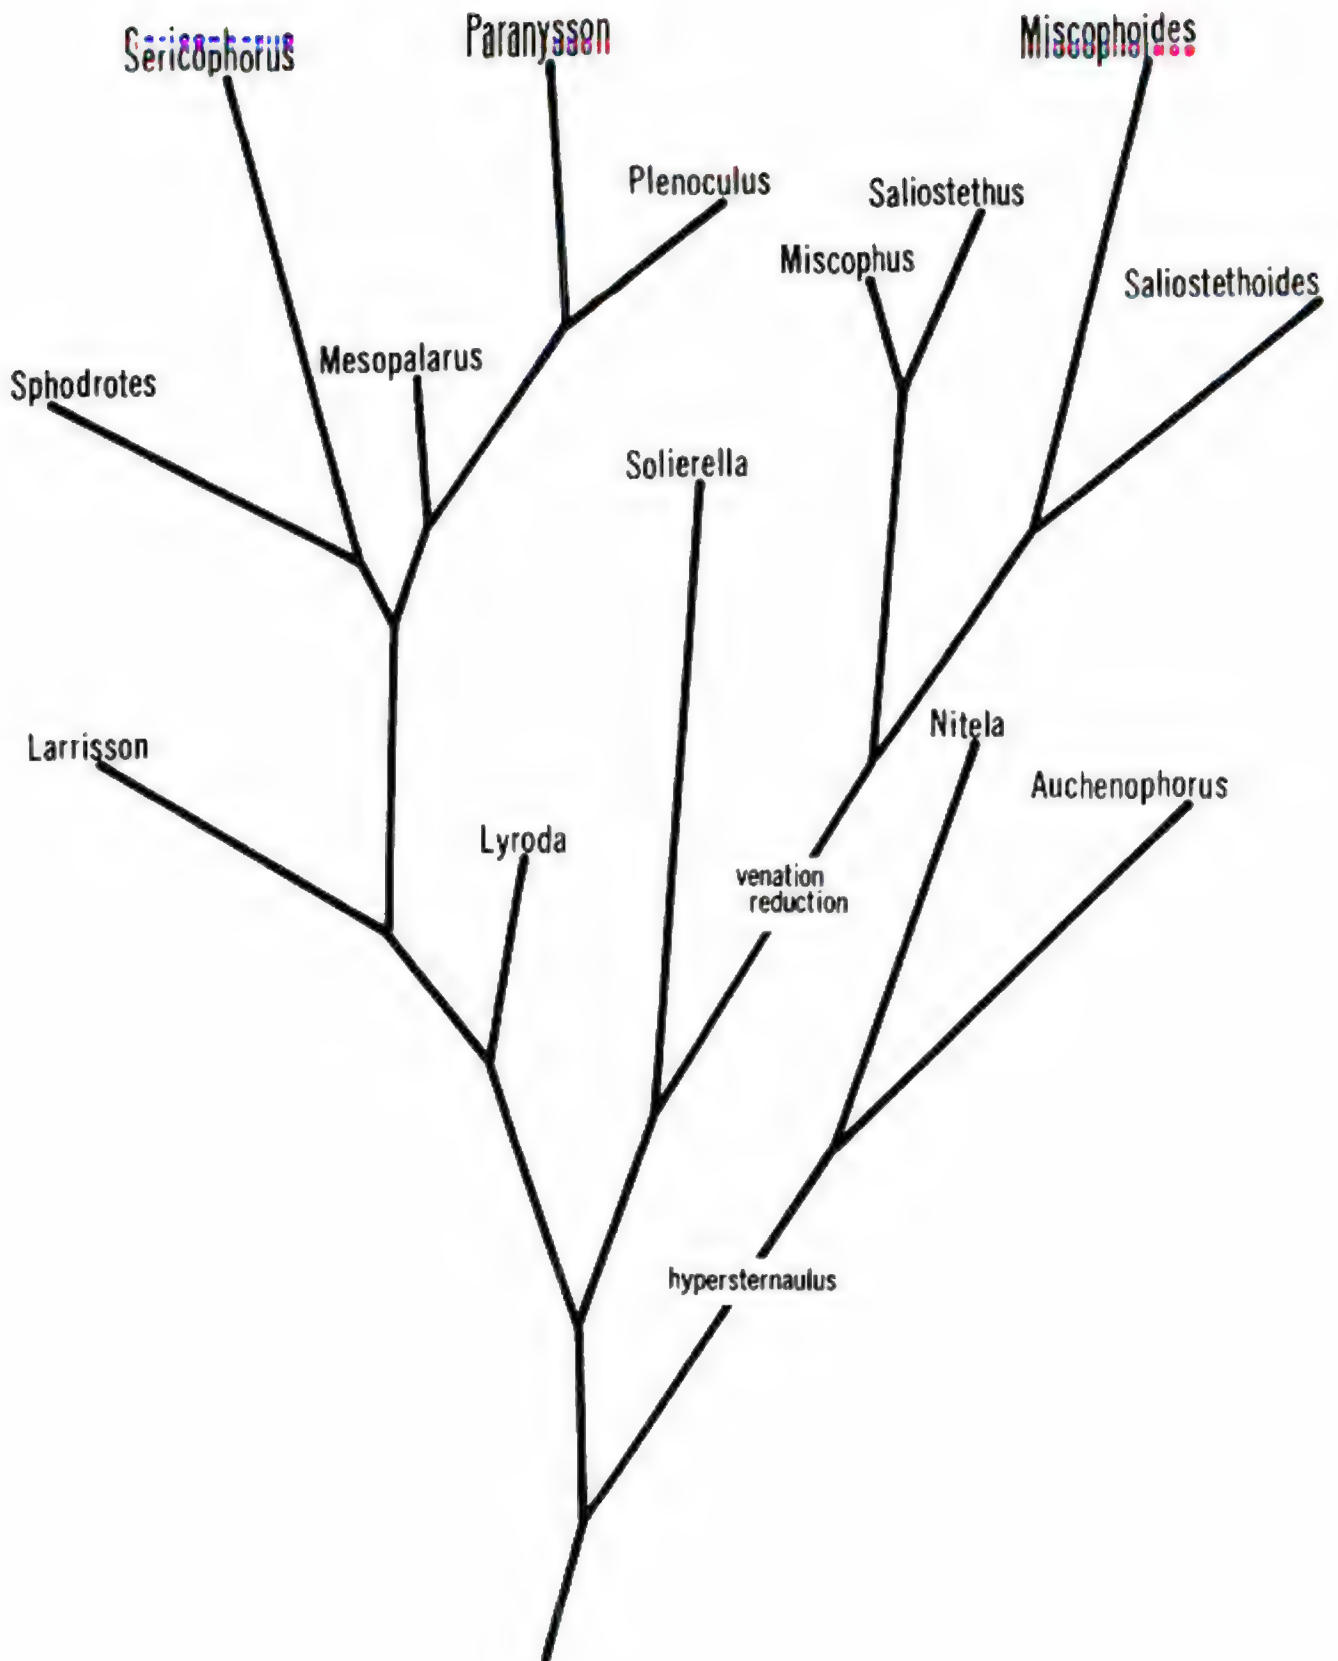 Sericophorus
Paranysson
Miscophoides
Plenoculus
Saliostethus
Miscophus
Saliostethoides
Mesopalarus
Sphodrotes
Solierella
Nitela
Larrisson
Auchenophorus
Lyroda
venation
reduction
hypersternaulus